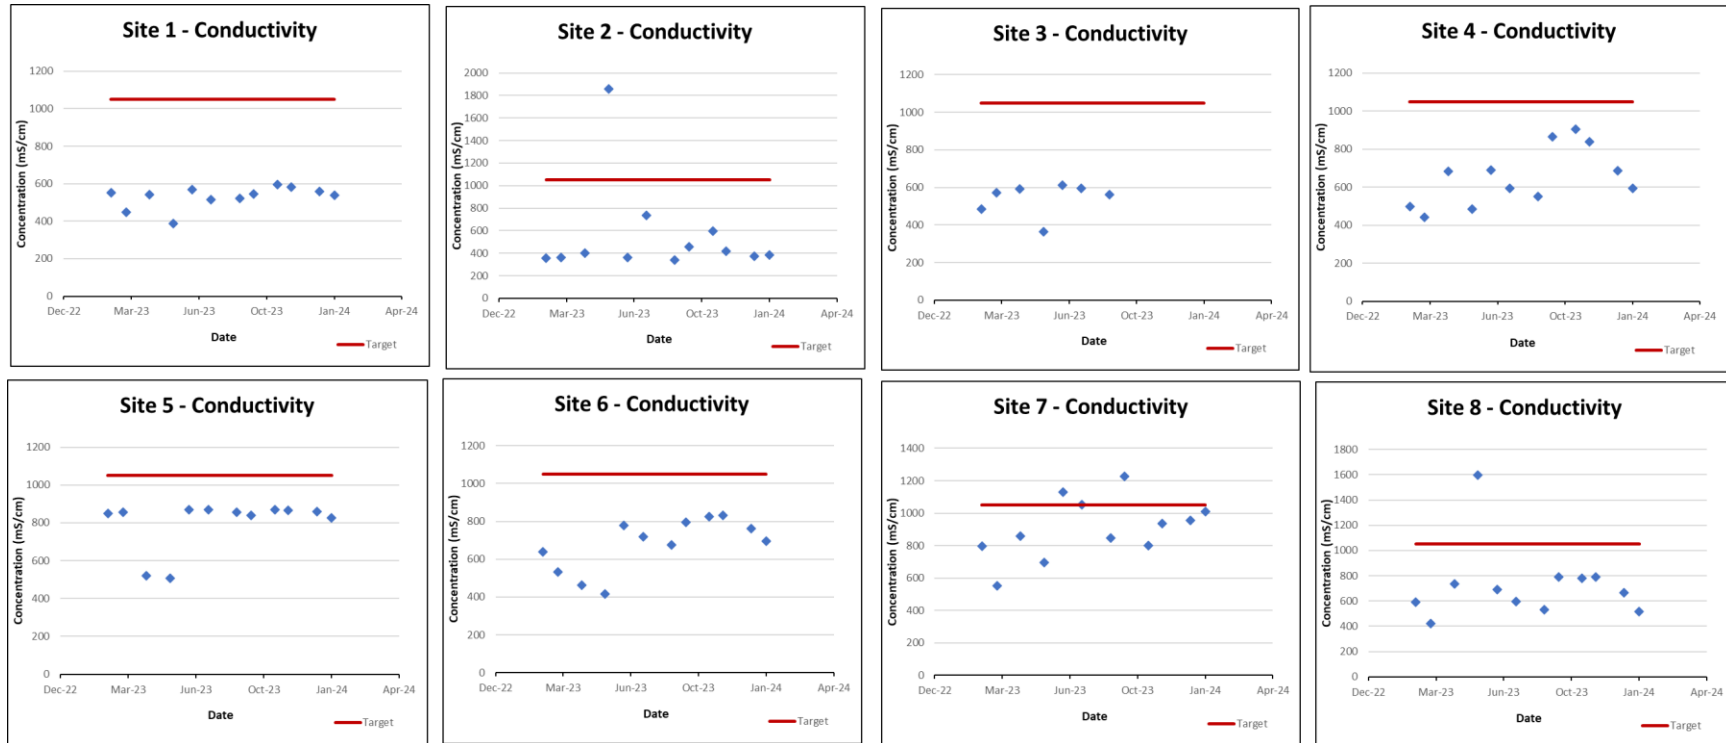 Site 1 - Conductivity
Concentration (mS/cm)
1200
1000
800
600
400
200
0
Dec-22 Mar-23 Jun-23 Oct-23 Jan-24 Apr-24
Date
Target
Site 2 - Conductivity
Concentration (mS/cm)
2000
1800
1600
1400
1200
1000
800
600
400
200
0
Dec-22 Mar-23 Jun-23 Oct-23 Jan-24 Apr-24
Date
Target
Site 3 - Conductivity
Concentration (mS/cm)
1200
1000
800
600
400
200
0
Dec-22 Mar-23 Jun-23 Oct-23 Jan-24 Apr-24
Date
Target
Site 4 - Conductivity
Concentration (mS/cm)
1200
1000
800
600
400
200
0
Dec-22 Mar-23 Jun-23 Oct-23 Jan-24 Apr-24
Date
Target
Site 5 - Conductivity
Concentration (mS/cm)
1200
1000
800
600
400
200
0
Dec-22 Mar-23 Jun-23 Oct-23 Jan-24 Apr-24
Date
Target
Site 6 - Conductivity
Concentration (mS/cm)
1200
1000
800
600
400
200
0
Dec-22 Mar-23 Jun-23 Oct-23 Jan-24 Apr-24
Date
Target
Site 7 - Conductivity
Concentration (mS/cm)
1400
1200
1000
800
600
400
200
0
Dec-22 Mar-23 Jun-23 Oct-23 Jan-24 Apr-24
Date
Target
Site 8 - Conductivity
Concentration (mS/cm)
1800
1600
1400
1200
1000
800
600
400
200
0
Dec-22 Mar-23 Jun-23 Oct-23 Jan-24 Apr-24
Date
Target